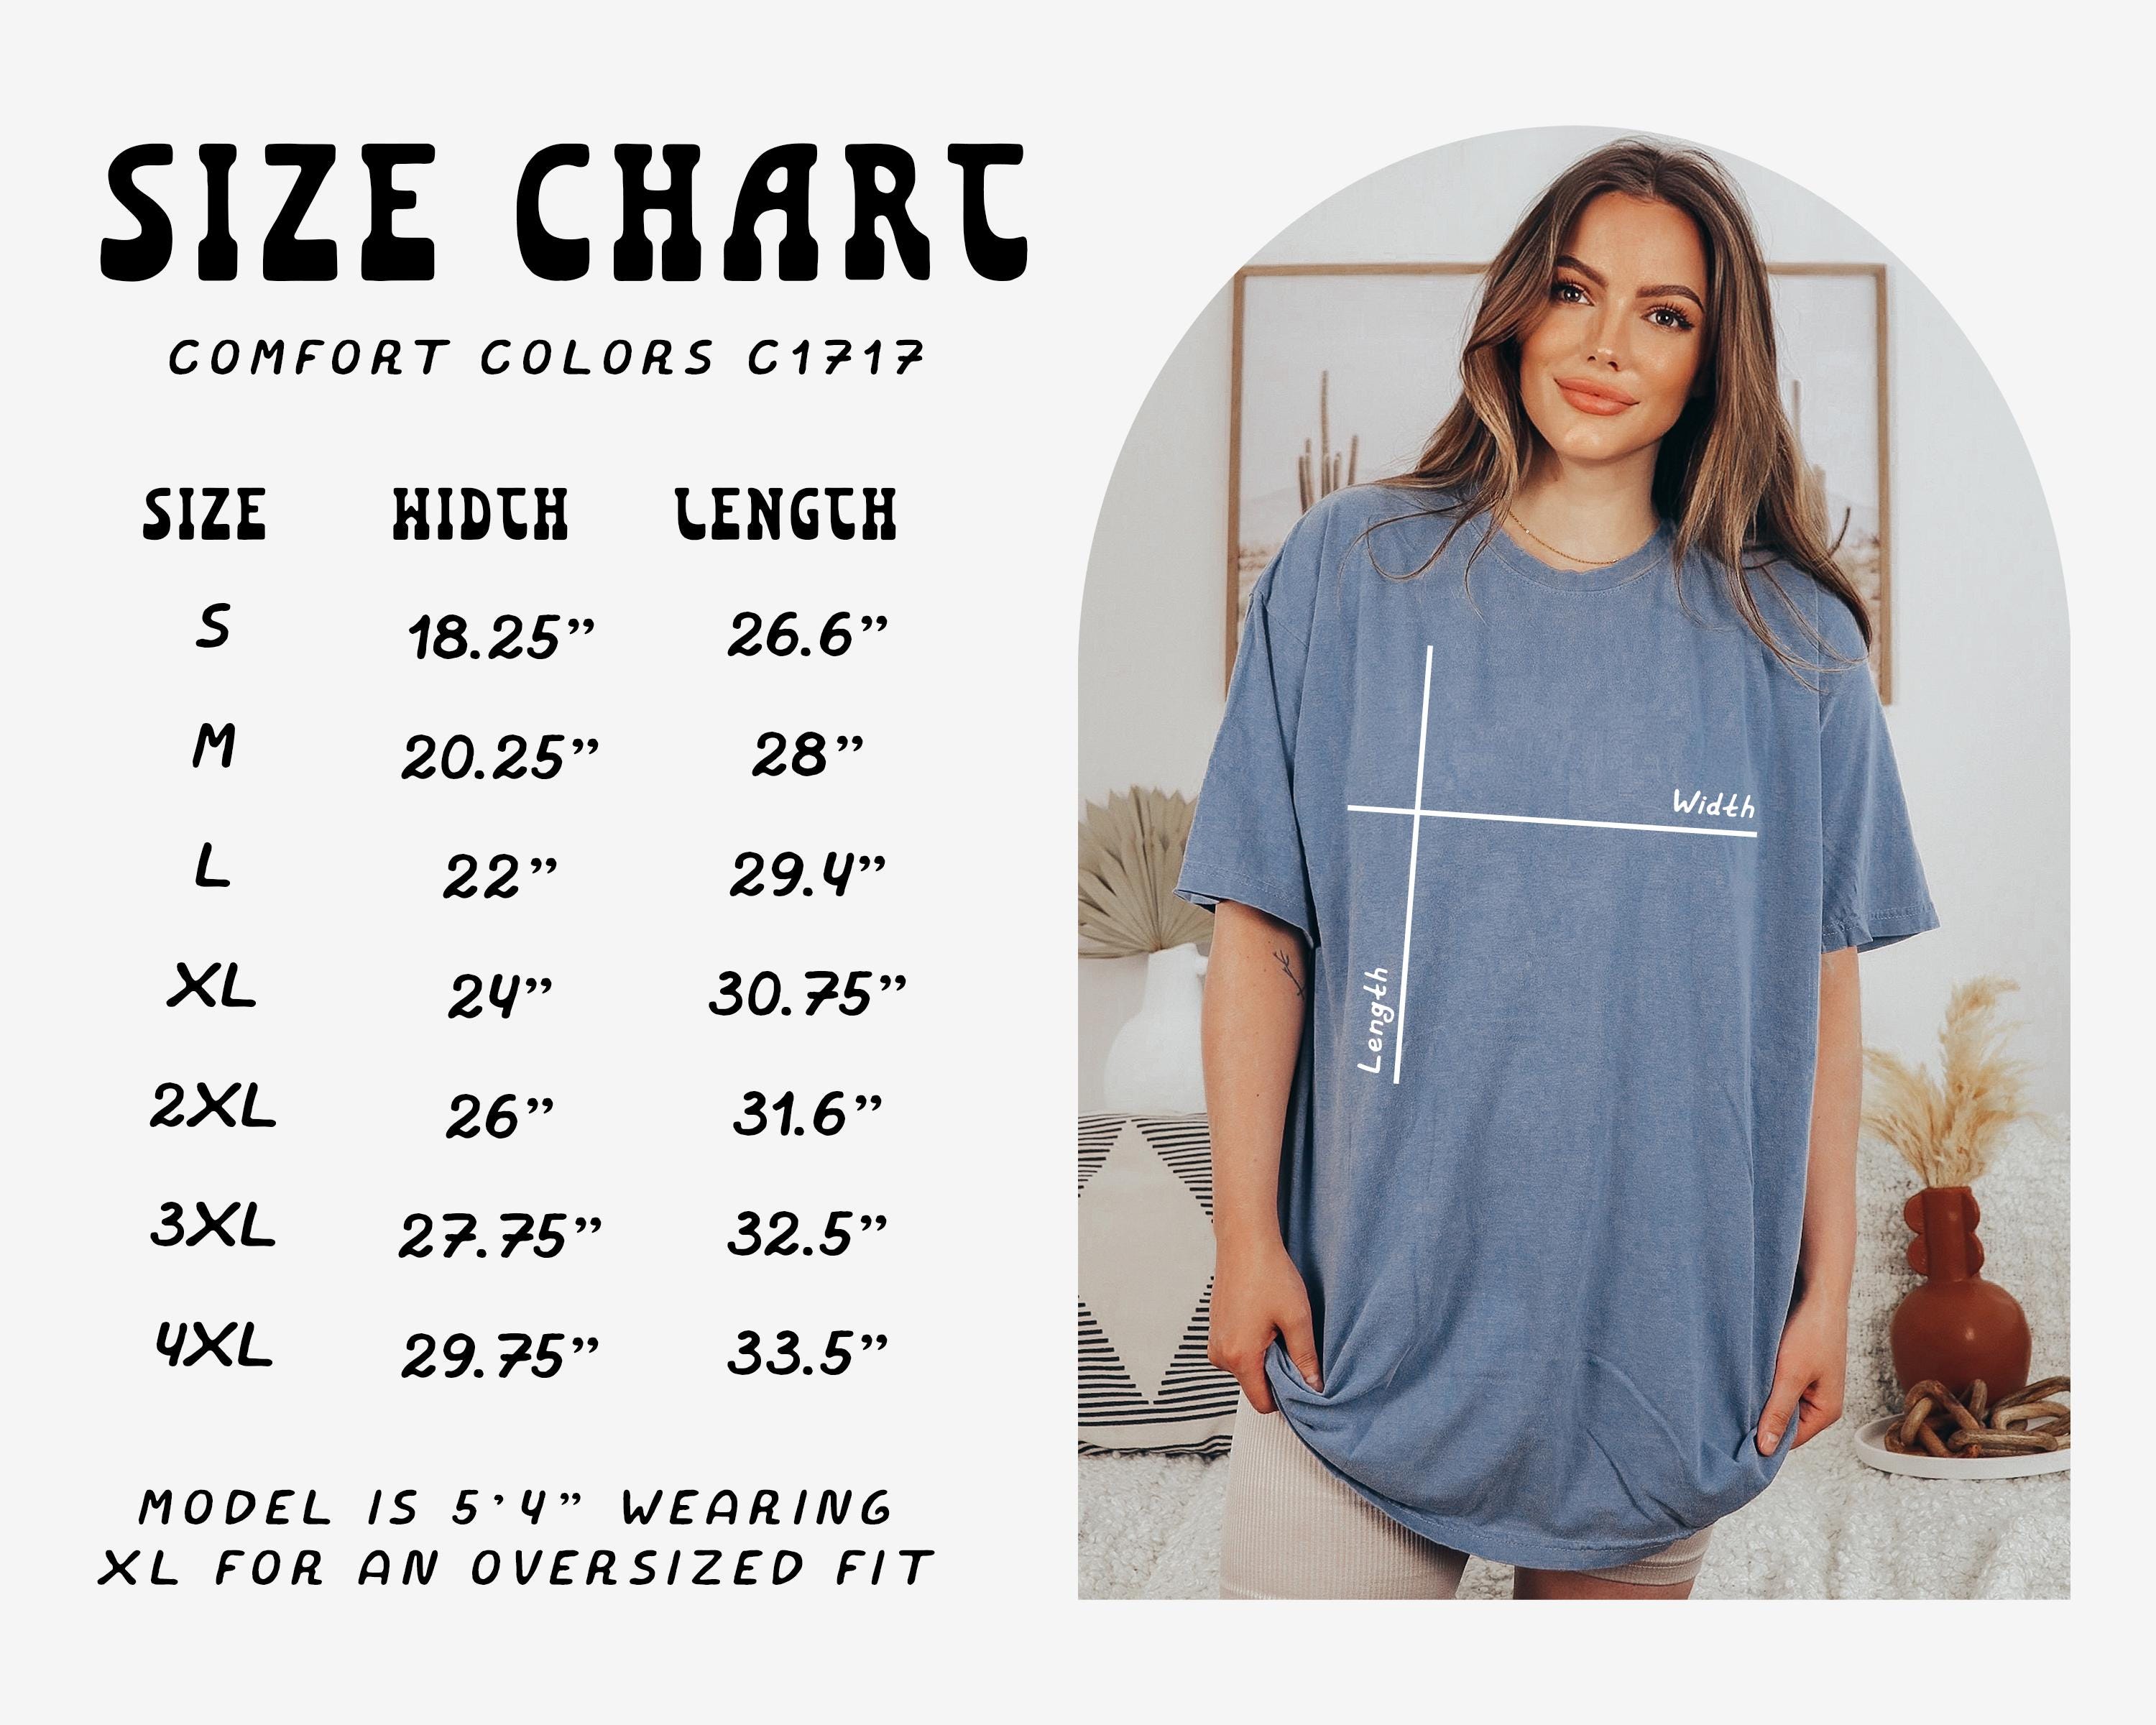 SIZE CHART
COMFORT COLORS C1717
SIZE WIDTH LENGTH
S 18.25” 26.6”
M 20.25” 28”
L 22” 29.4”
XL 24” 30.75”
2XL 26” 31.6”
3XL 27.75” 32.5”
4XL 29.75” 33.5”
MODEL IS 5’4” WEARING
XL FOR AN OVERSIZED FIT
Width
Length